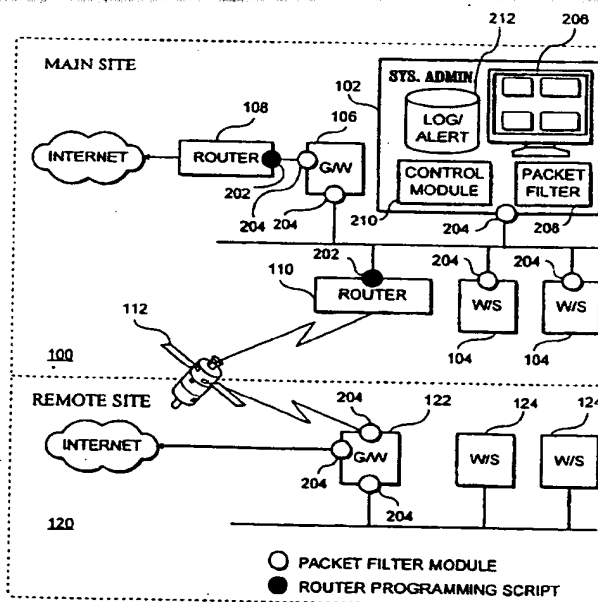 212
206
MAIN SITE
SYS. ADMIN
102
108
106
LOG/
ALERT
INTERNET
ROUTER
G/W
CONTROL
MODULE
PACKET
FILTER
202
204
204
210
204
208
202
204
204
110
ROUTER
W/S
W/S
112
104
104
100
REMOTE SITE
204
122
124
124
INTERNET
G/W
W/S
W/S
204
204
120
PACKET FILTER MODULE
ROUTER PROGRAMMING SCRIPT